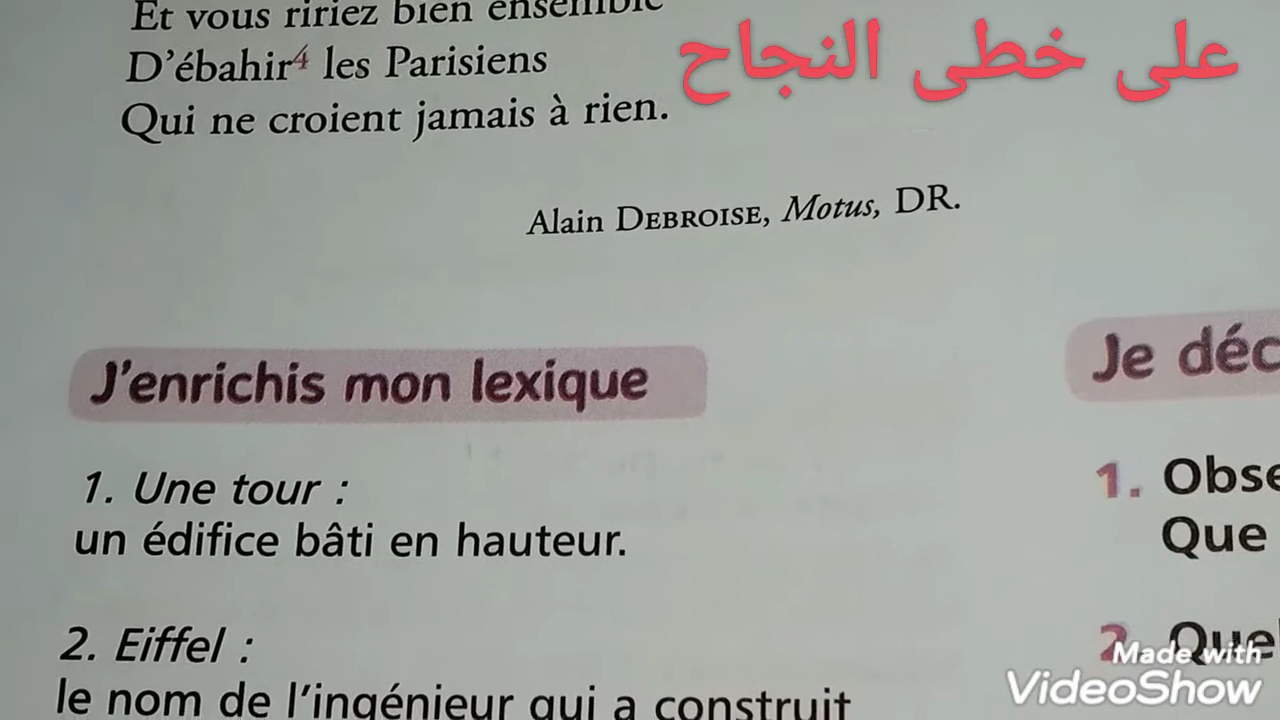 Et vous ririez bien ensemble
D'ébahir⁴ les Parisiens
Qui ne croient jamais à rien.
على خطى النجاح
Alain DEBROISE, Motus, DR.
J'enrichis mon lexique
1. Une tour :
un édifice bâti en hauteur.
2. Eiffel :
le nom de l'ingénieur qui a construit
Je déc
1. Obse
Que
2. Quel
Made with
VideoShow